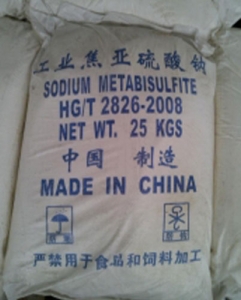 工业焦亚硫酸钠
SODIUM METABISULFITE
HG/T 2826-2008
NET WT. 25 KGS
中国 制造
MADE IN CHINA
严禁用于食品和饲料加工